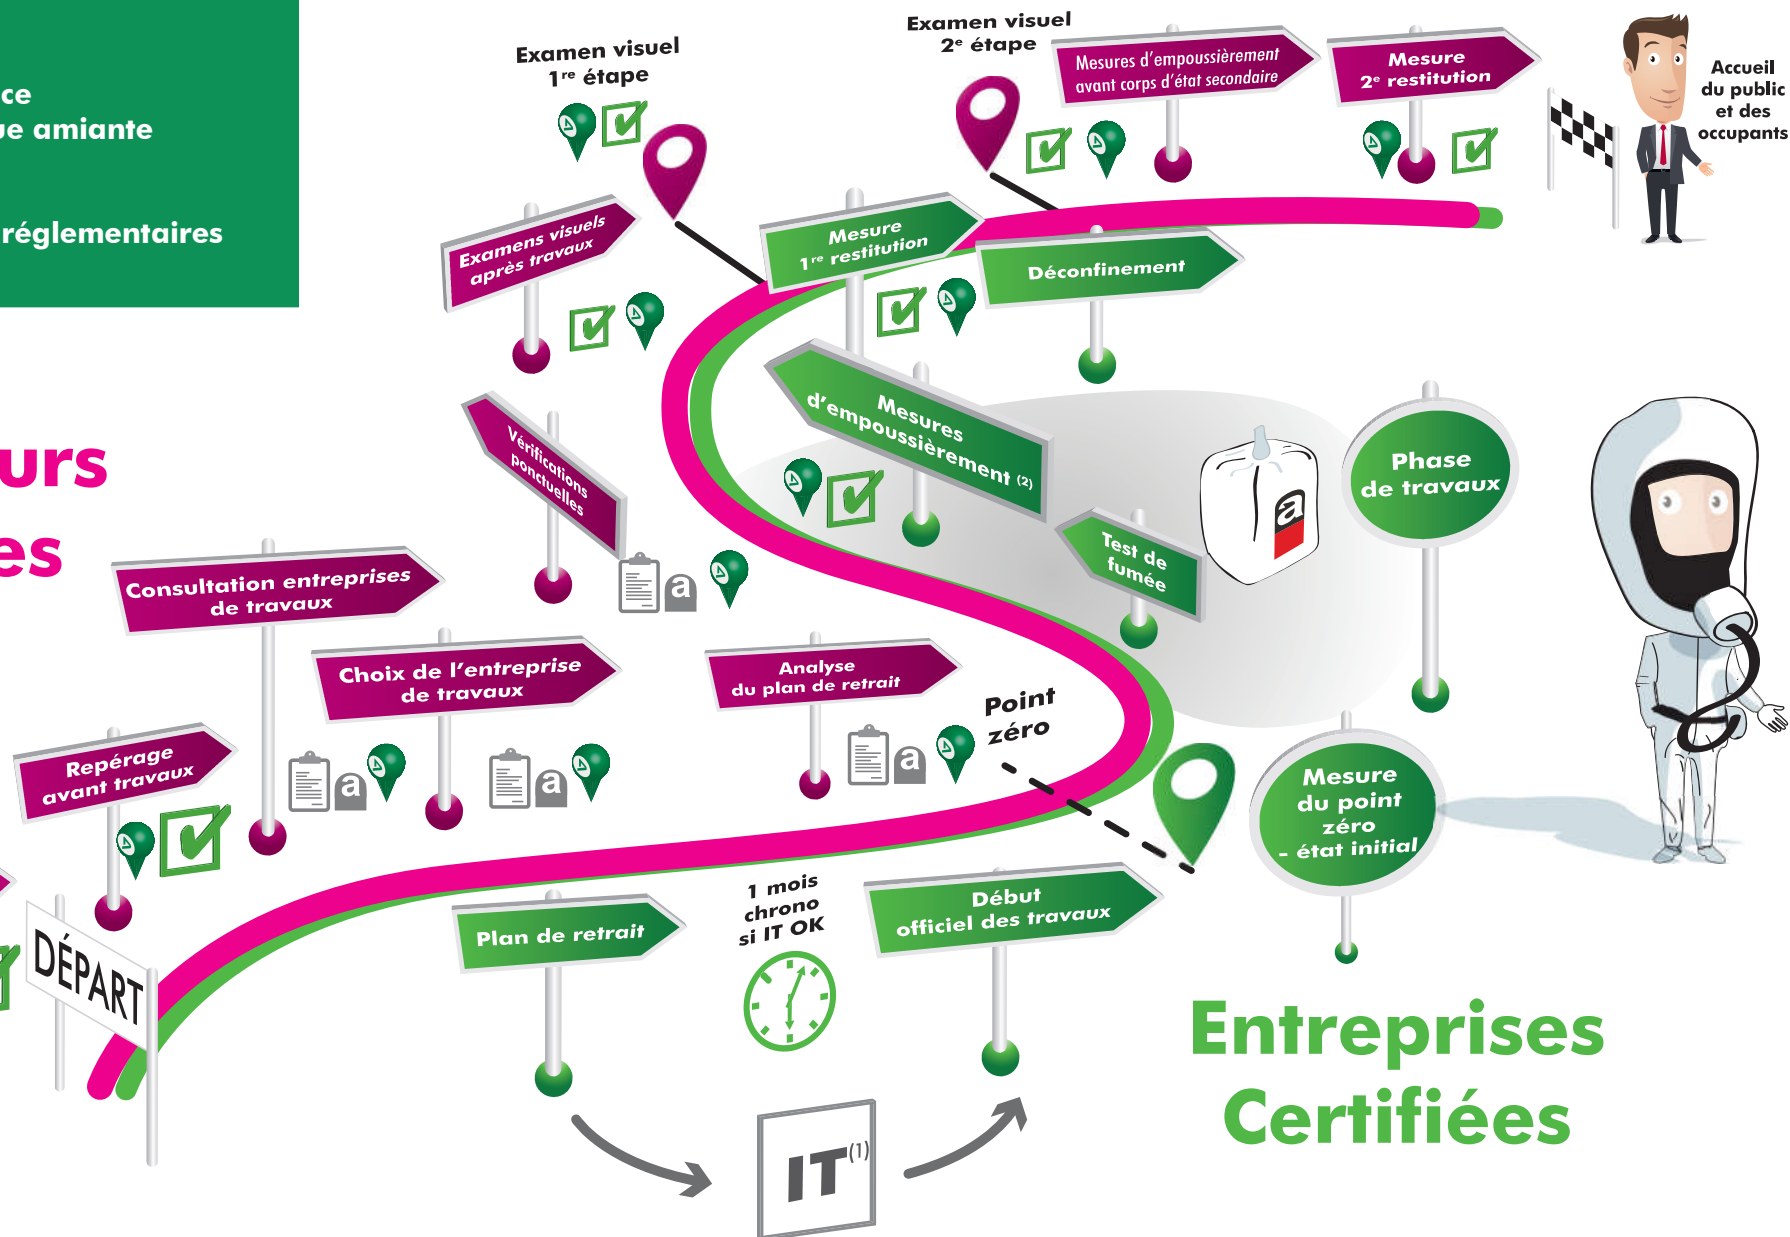 ce
ue amiante
réglementaires
urs
es
Examen visuel
1re étape
Examen visuel
2e étape
Mesures d'empoussièrement
avant corps d'état secondaire
Mesure
2e restitution
Accueil
du public
et des
occupants
Examens visuels
après travaux
Mesure
1re restitution
Déconfinement
Vérifications
ponctuelles
Mesures
d'empoussièrement (2)
a
Phase
de travaux
Test de
fumée
Consultation entreprises
de travaux
a
Choix de l'entreprise
de travaux
Analyse
du plan de retrait
Point
zéro
Repérage
avant travaux
a
a
a
Mesure
du point
zéro
- état initial
DÉPART
Plan de retrait
1 mois
chrono
si IT OK
Début
officiel des travaux
IT(1)
Entreprises
Certifiées